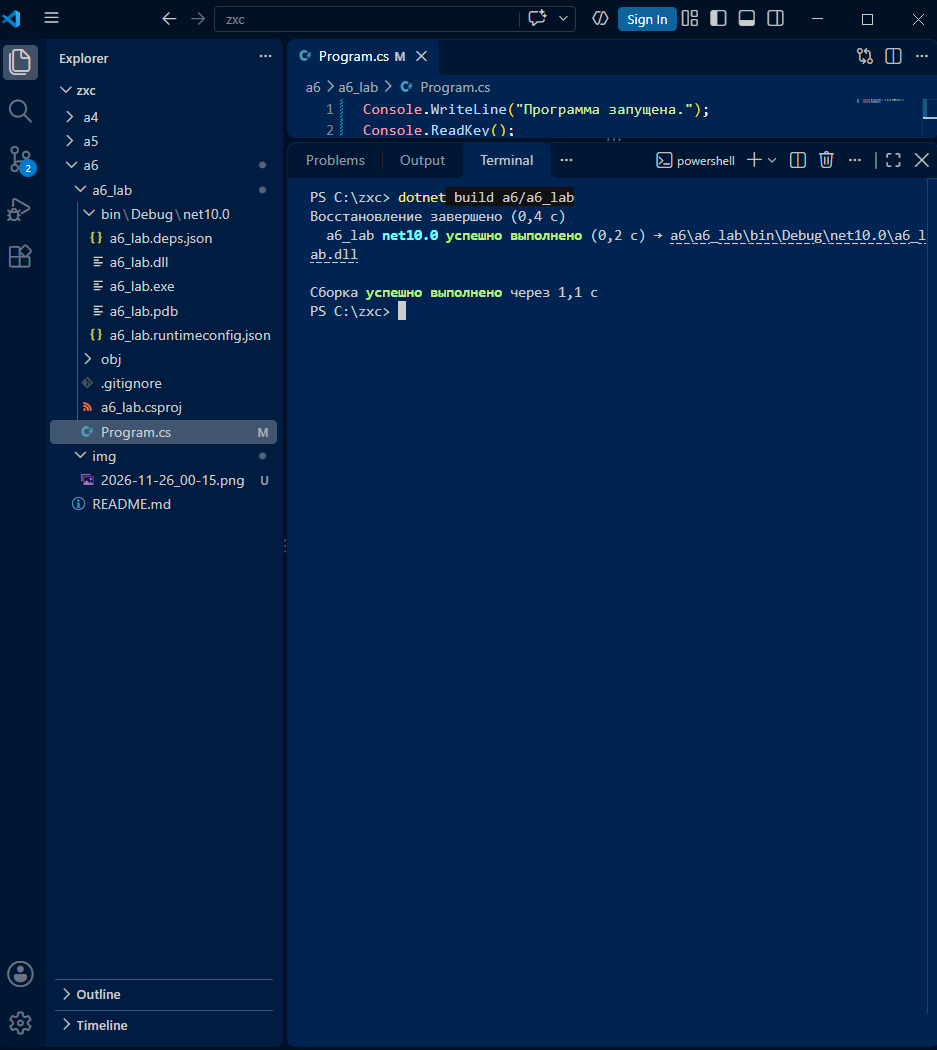 zxc
Sign In
Explorer
zxc
a4
a5
a6
a6_lab
bin\Debug\net10.0
a6_lab.deps.json
a6_lab.dll
a6_lab.exe
a6_lab.pdb
a6_lab.runtimeconfig.json
obj
.gitignore
a6_lab.csproj
Program.cs M
img
2026-11-26_00-15.png U
README.md
Outline
Timeline
2
Program.cs M
a6 > a6_lab > Program.cs
1 Console.WriteLine("Программа запущена.");
2 Console.ReadKey();
Problems Output Terminal
powershell
PS C:\zxc> dotnet build a6/a6_lab
Восстановление завершено (0,4 с)
a6_lab net10.0 успешно выполнено (0,2 с) → a6\a6_lab\bin\Debug\net10.0\a6_l
ab.dll
Сборка успешно выполнено через 1,1 с
PS C:\zxc>